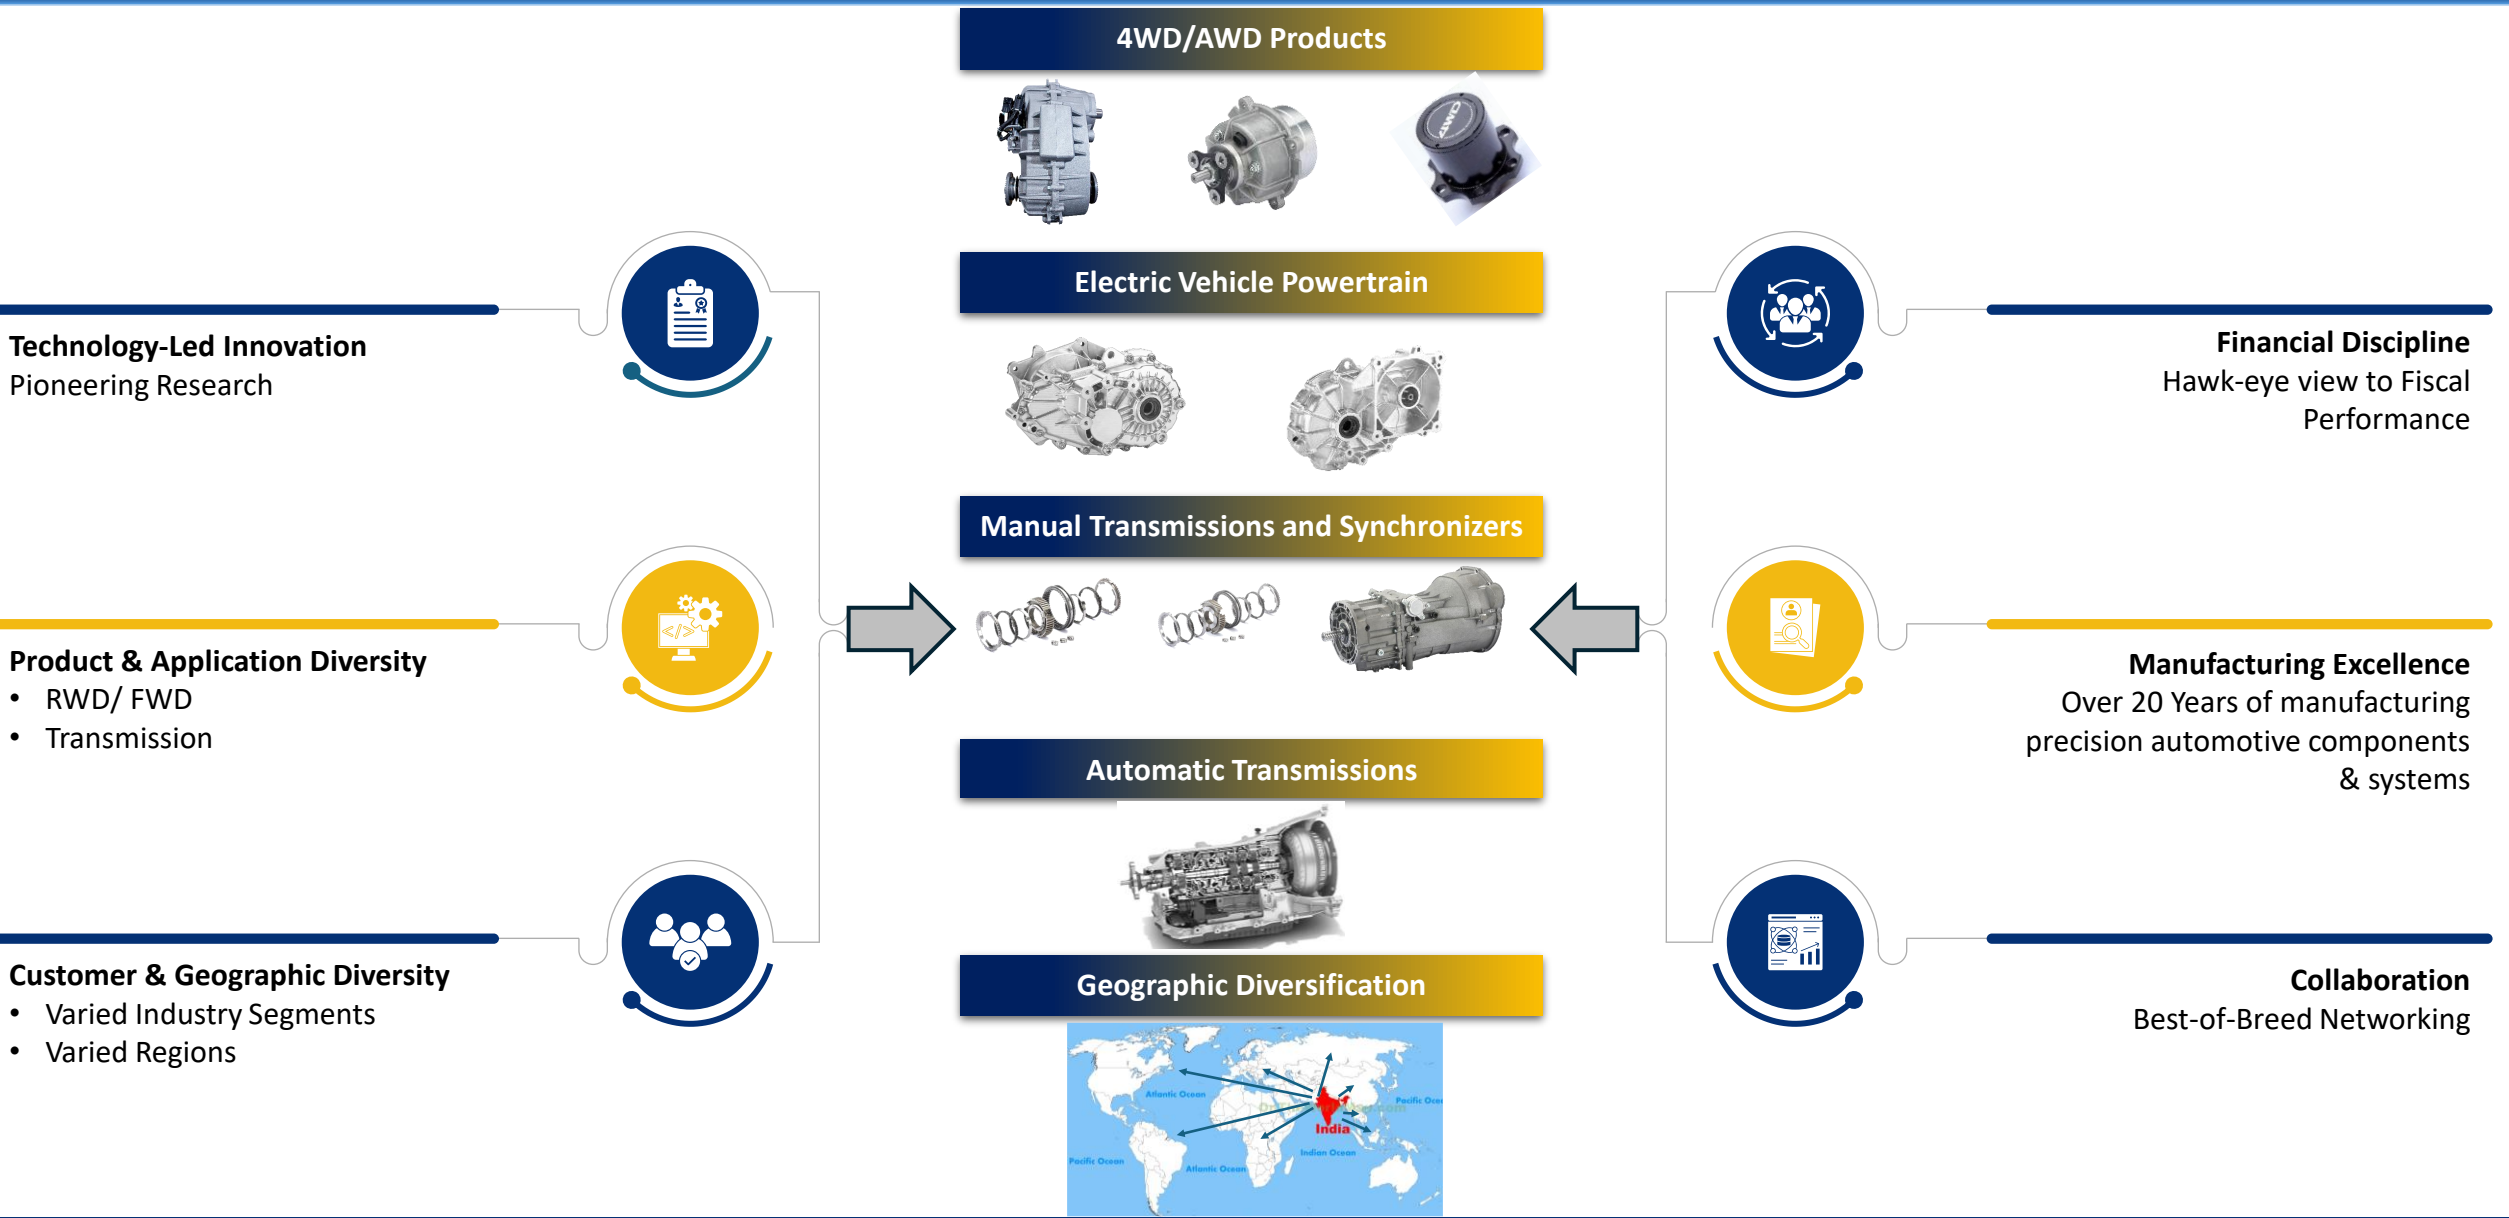 4WD/AWD Products
4WD
Electric Vehicle Powertrain
Technology-Led Innovation
Pioneering Research
Financial Discipline
Hawk-eye view to Fiscal
Performance
Manual Transmissions and Synchronizers
</>
Product & Application Diversity
• RWD/ FWD
• Transmission
Manufacturing Excellence
Over 20 Years of manufacturing
precision automotive components
& systems
Automatic Transmissions
Customer & Geographic Diversity
• Varied Industry Segments
• Varied Regions
Geographic Diversification
Atlantic Ocean
Pacific Ocean
India
Indian Ocean
Pacific Ocean
Atlantic Ocean
Collaboration
Best-of-Breed Networking